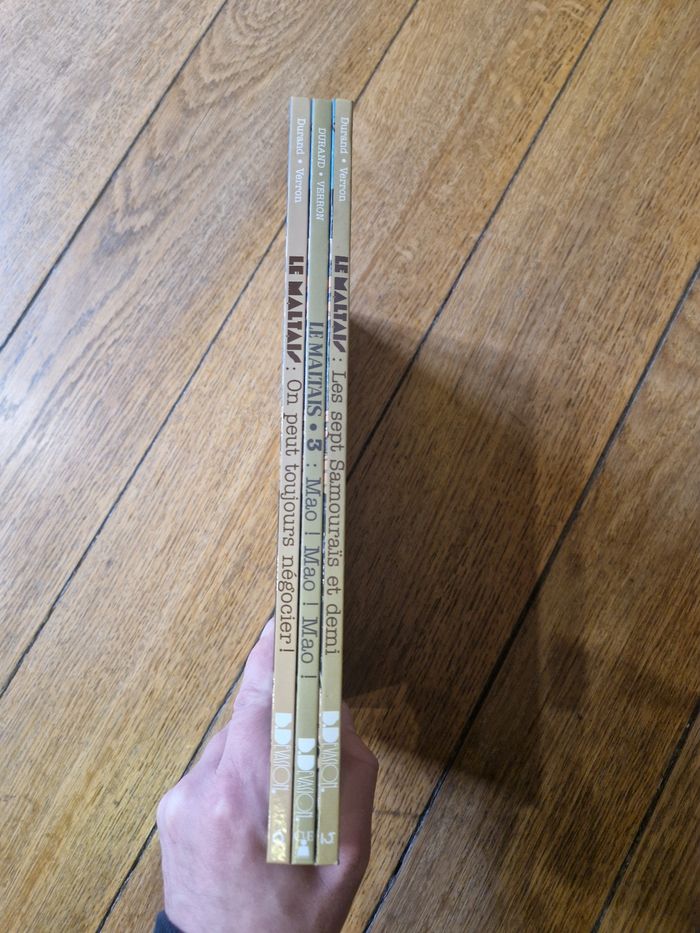 Durand • Verron LE MALTAIS : On peut toujours négocier !
DURAND • VERRON LE MALTAIS • 3 : Mao ! Mao ! Mao !
Durand • Verron LE MALTAIS : Les sept Samouraïs et demi